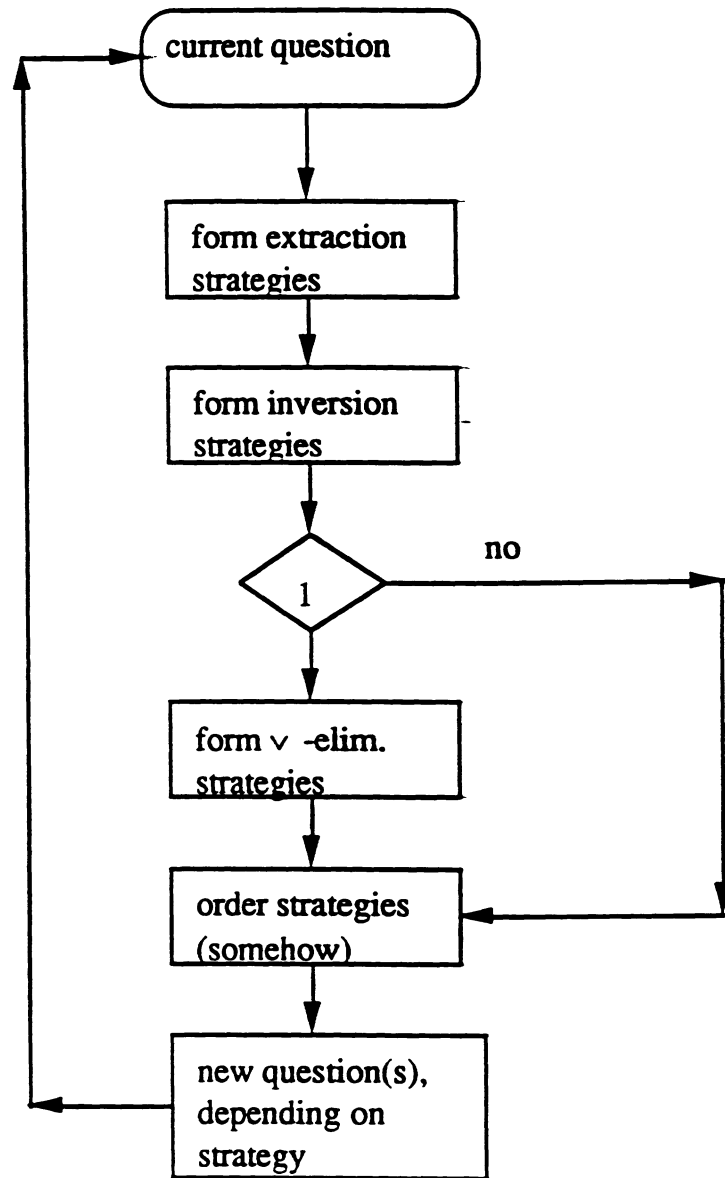 current question
form extraction
strategies
form inversion
strategies
no
1
form ∨ -elim.
strategies
order strategies
(somehow)
new question(s),
depending on
strategy